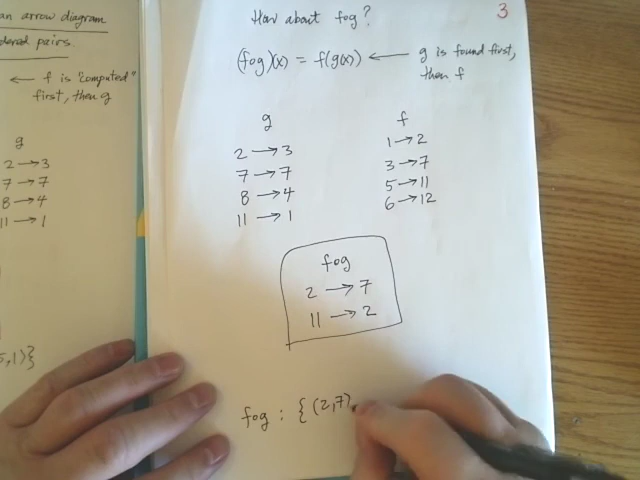 an arrow diagram
dered pairs.
← f is "computed"
first, then g
g
2 → 3
7 → 7
8 → 4
11 → 1
5,1)}
How about fog?
3
(fog)(x) = f(g(x)) ← g is found first,
then f
g
2 → 3
7 → 7
8 → 4
11 → 1
f
1 → 2
3 → 7
5 → 11
6 → 12
fog
2 → 7
11 → 2
fog : { (2,7),